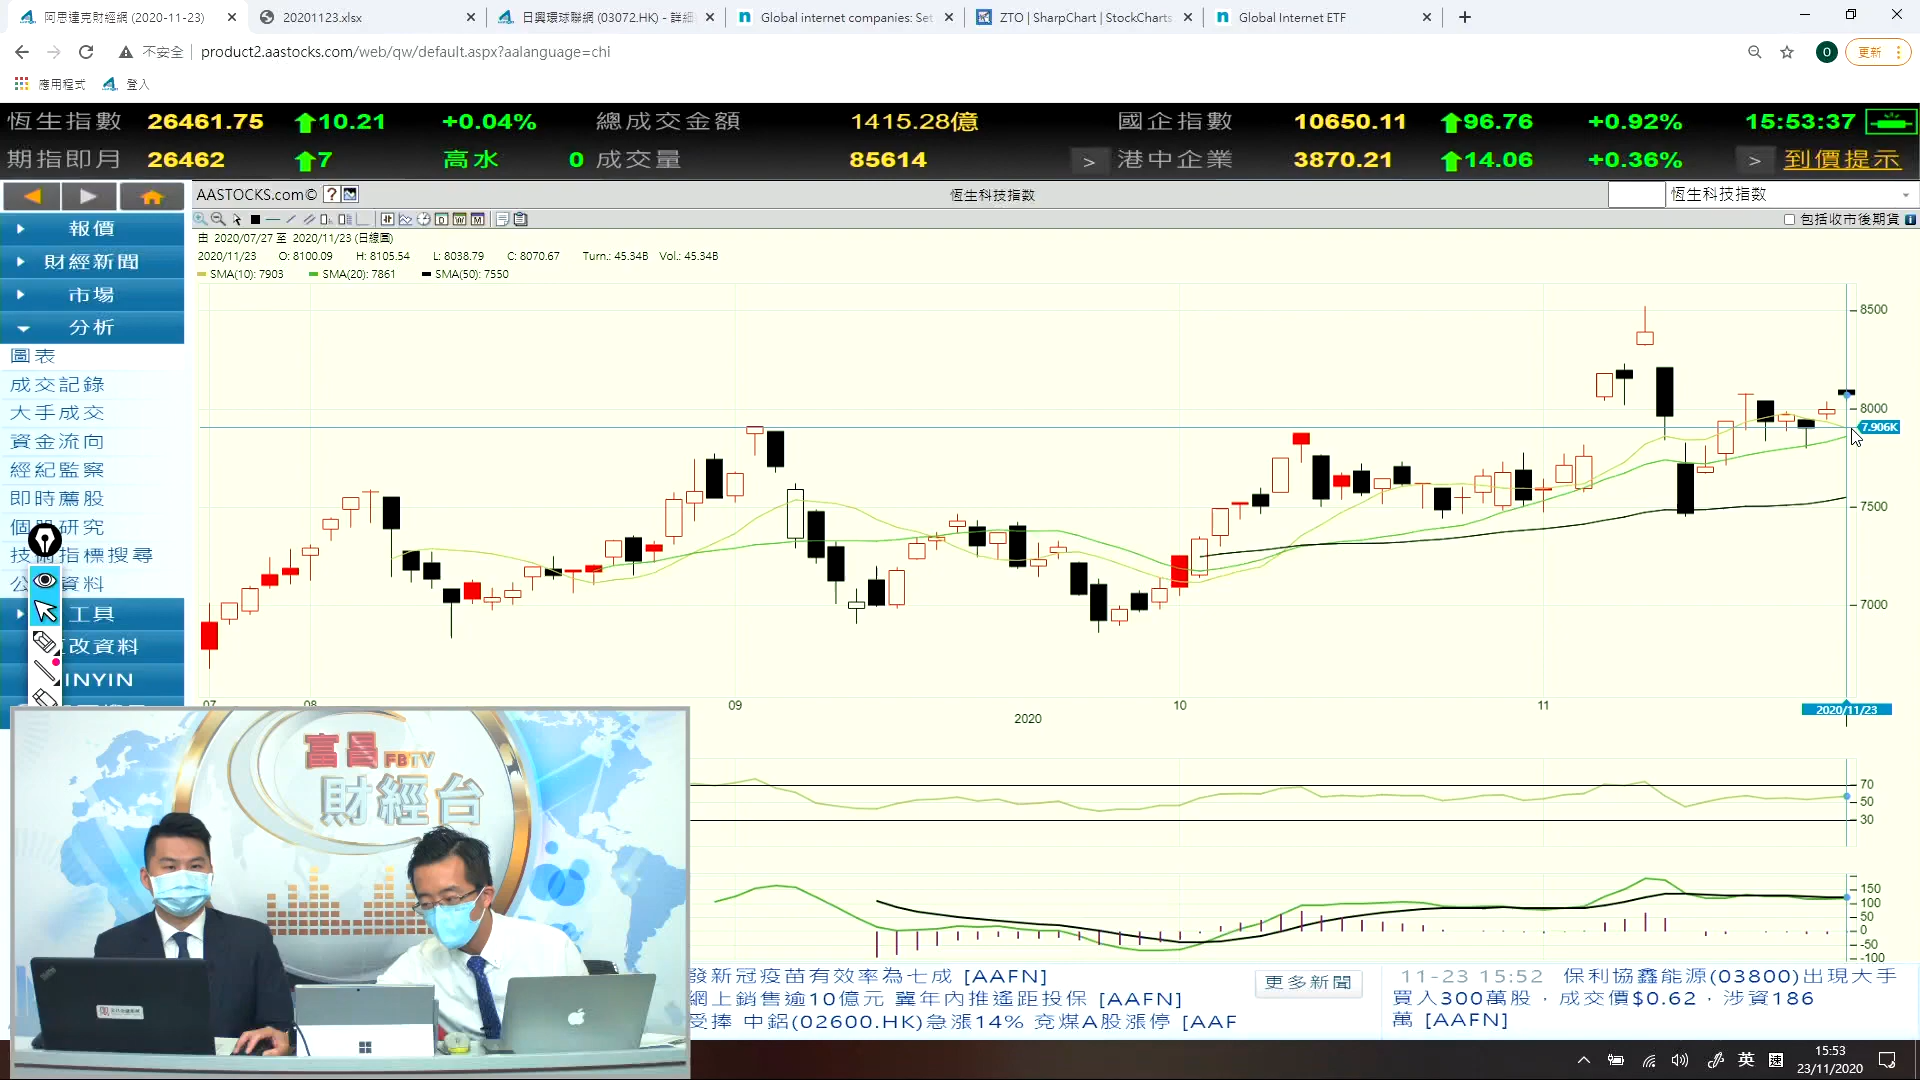 阿思達克財經網 (2020-11-23)
20201123.xlsx
日興環球聯網 (03072.HK) - 詳細
Global internet companies: Set
ZTO | SharpChart | StockCharts
Global Internet ETF
不安全
product2.aastocks.com/web/qw/default.aspx?aalanguage=chi
O
更新
應用程式
登入
恆生指數 26461.75 10.21 +0.04% 總成交金額 1415.28億 國企指數 10650.11 96.76 +0.92% 15:53:37
期指即月 26462 7 高水 0 成交量 85614 > 港中企業 3870.21 14.06 +0.36% > 到價提示
AASTOCKS.com©
恆生科技指數
恆生科技指數
包括收市後期貨
由 2020/07/27 至 2020/11/23 (日線圖)
2020/11/23 O: 8100.09 H: 8105.54 L: 8038.79 C: 8070.67 Turn.: 45.34B Vol.: 45.34B
SMA(10): 7903 SMA(20): 7861 SMA(50): 7550
報價
財經新聞
市場
分析
圖表
成交記錄
大手成交
資金流向
經紀監察
即時薦股
研究
指標搜尋
資料
工具
改資料
INYIN
8500
8000
7.906K
7500
7000
07
08
09
10
11
2020
2020/11/23
70
50
30
150
100
50
0
-50
-100
富昌
FBTV
財經台
發新冠疫苗有效率為七成 [AAFN]
網上銷售逾10億元 冀年內推遙距投保 [AAFN]
受捧 中鋁(02600.HK)急漲14% 兗煤A股漲停 [AAF
更多新聞
11-23 15:52 保利協鑫能源(03800)出現大手
買入300萬股，成交價$0.62，涉資186
萬 [AAFN]
英
速
15:53
23/11/2020